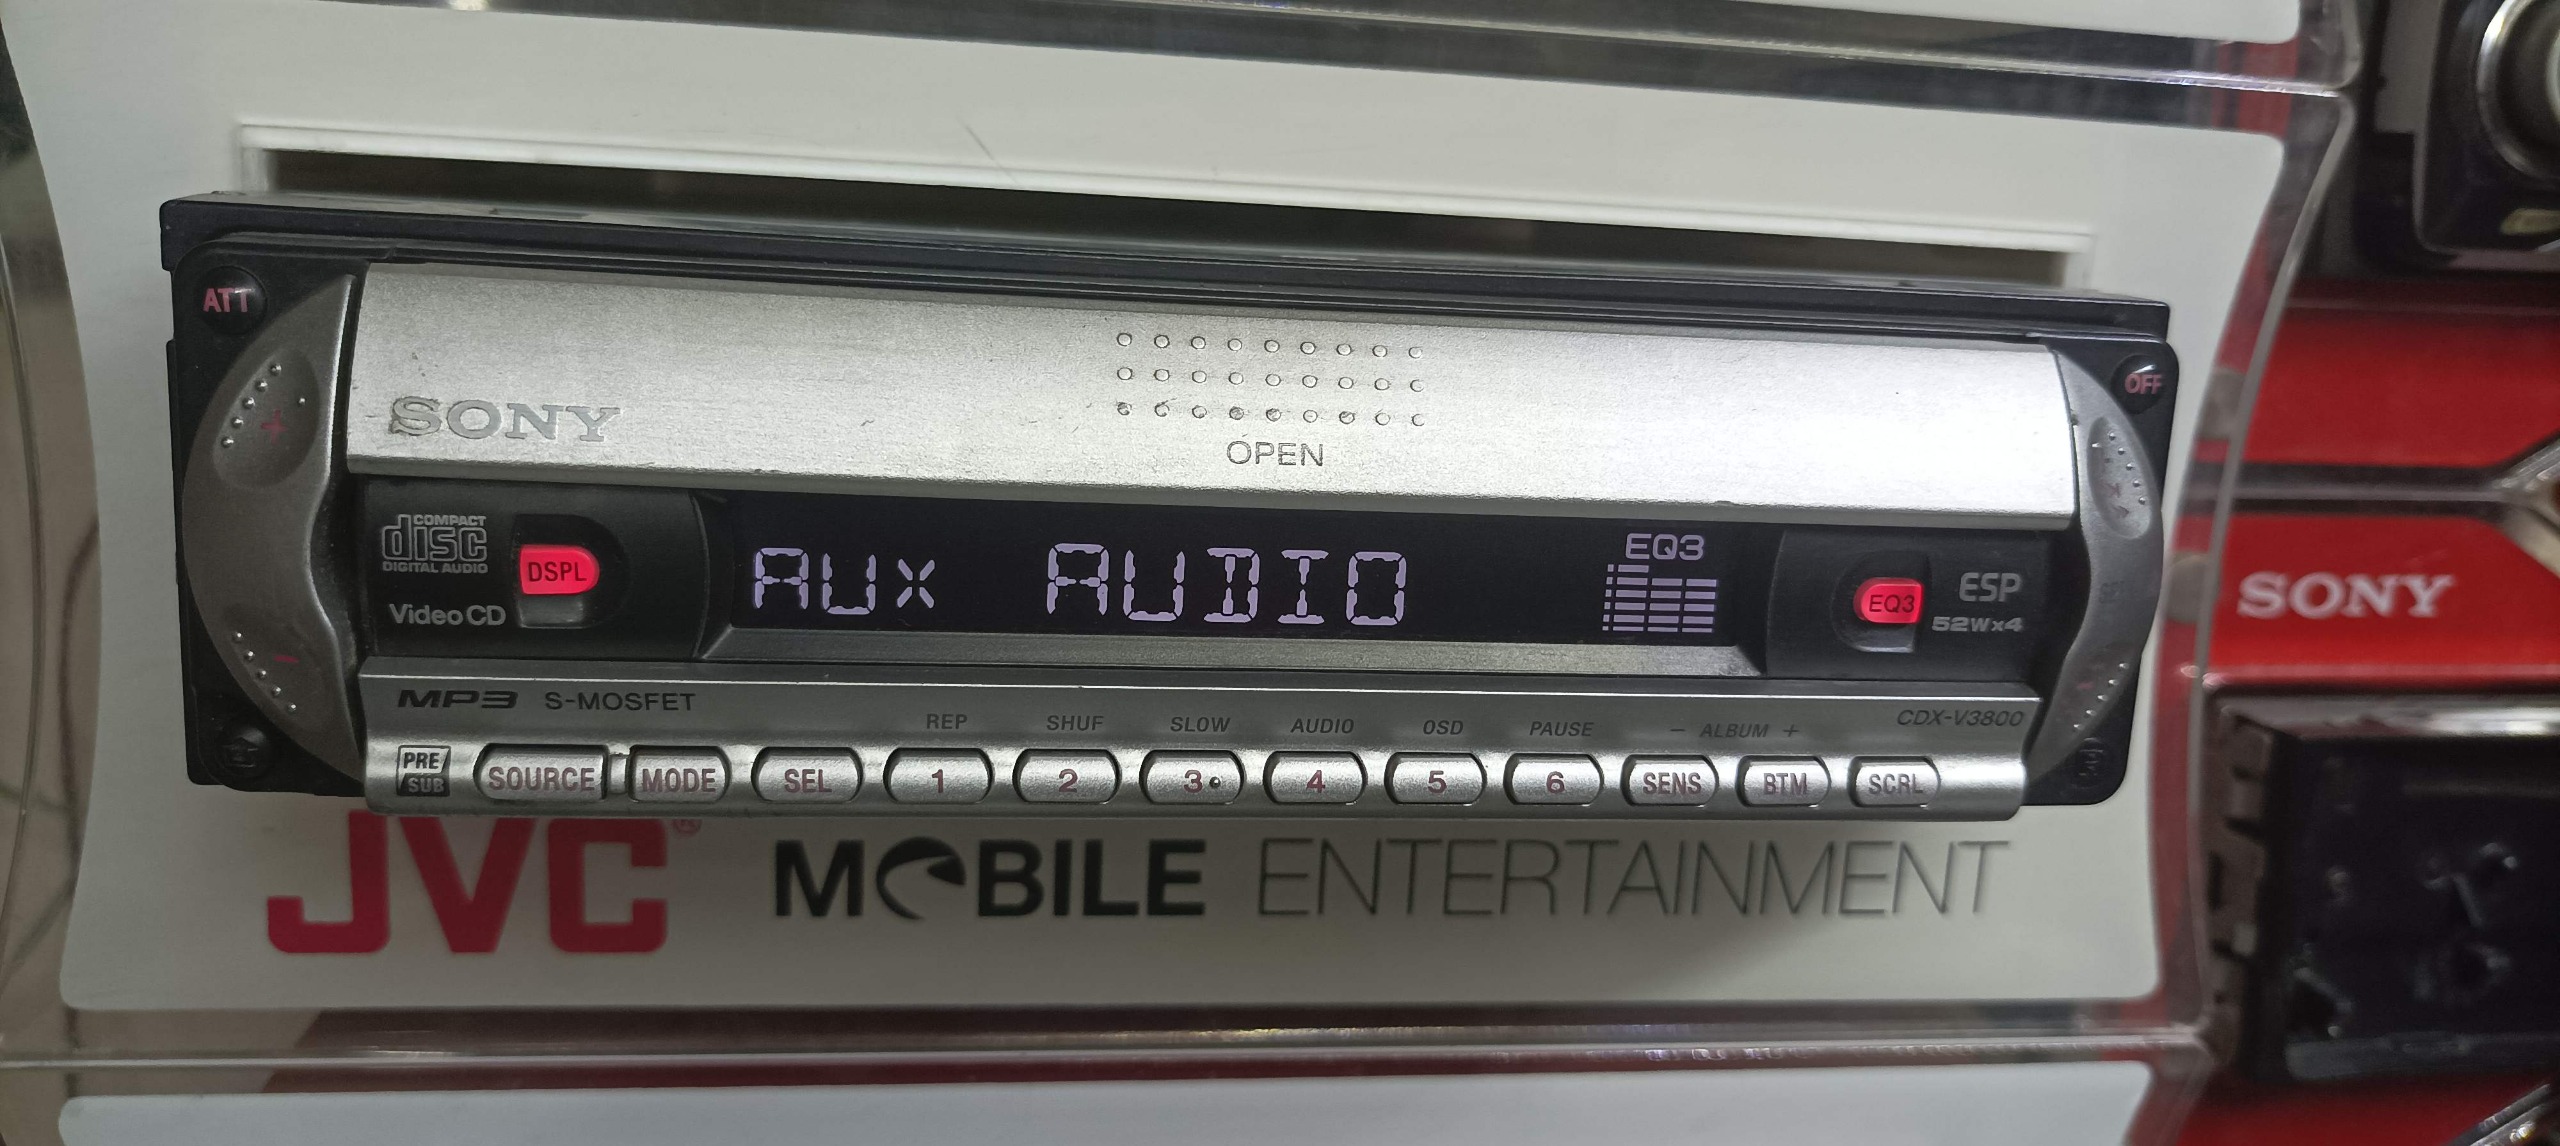 ATT
OFF
SONY
OPEN
COMPACT
disc
DIGITAL AUDIO
DSPL
Video CD
AUX AUDIO
EQ3
EQ3
ESP
52Wx4
SONY
MP3 S-MOSFET
REP SHUF SLOW AUDIO OSD PAUSE - ALBUM +
CDX-V3800
PRE
SUB
SOURCE MODE SEL 1 2 3 4 5 6 SENS BTM SCRL
JVC® MOBILE ENTERTAINMENT